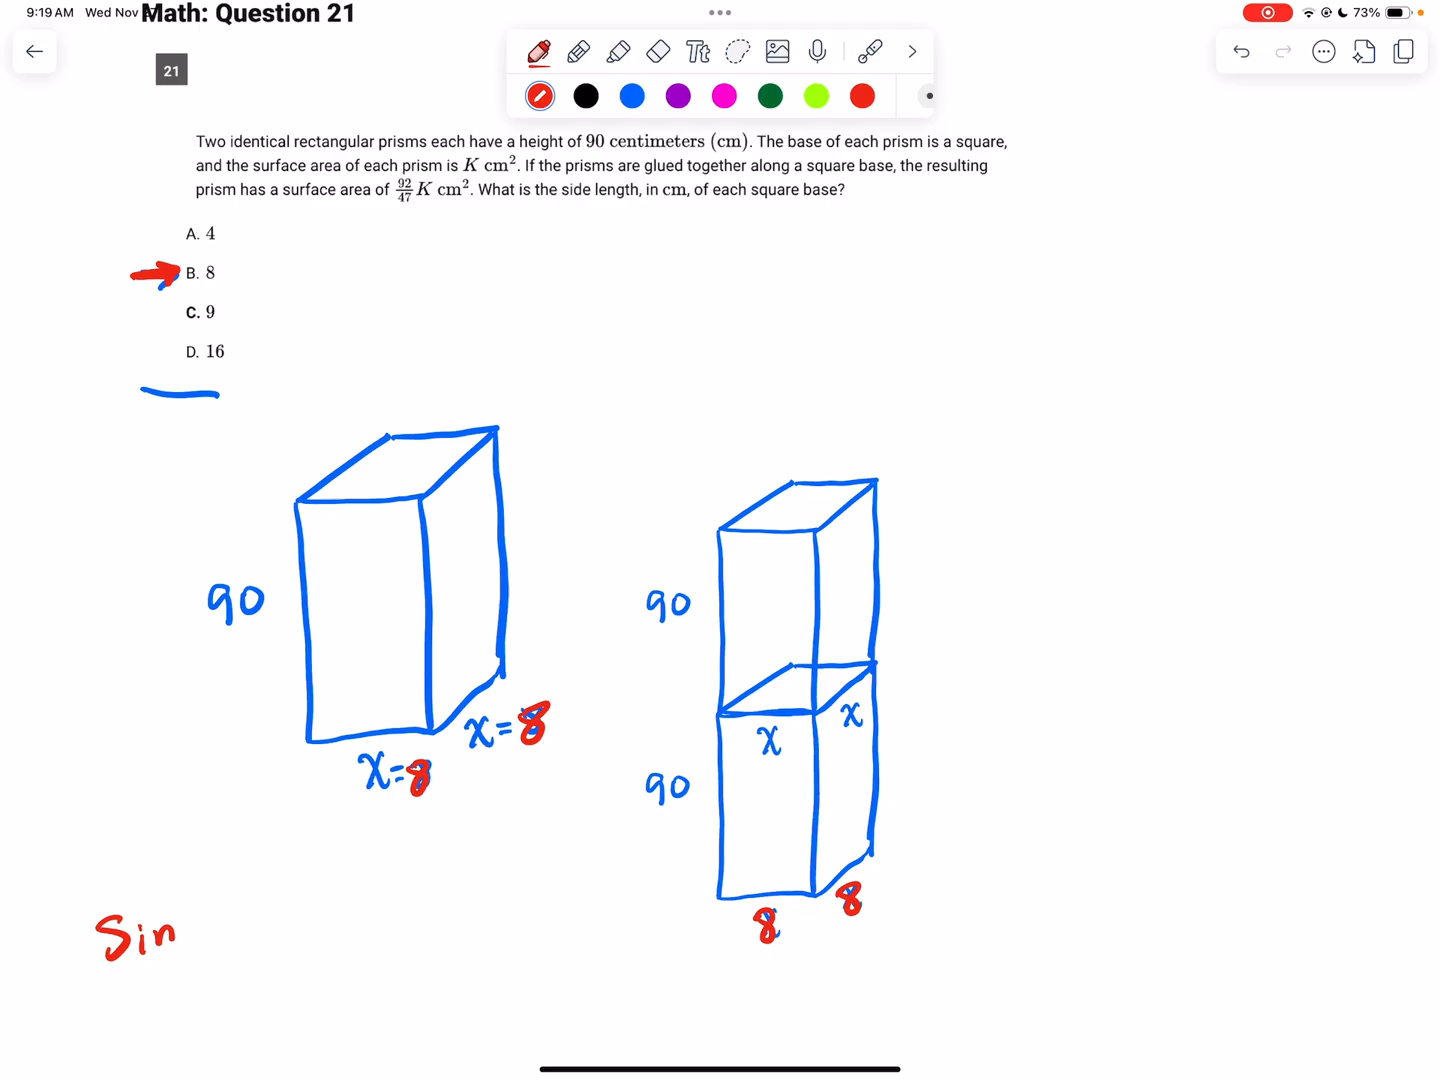 9:19 AM Wed Nov
Math: Question 21
73%
Tt
21
Two identical rectangular prisms each have a height of 90 centimeters (cm). The base of each prism is a square,
and the surface area of each prism is K cm². If the prisms are glued together along a square base, the resulting
prism has a surface area of 92/47 K cm². What is the side length, in cm, of each square base?
A. 4
B. 8
C. 9
D. 16
90
x=8
x=8
90
x
x
90
8
8
Sin